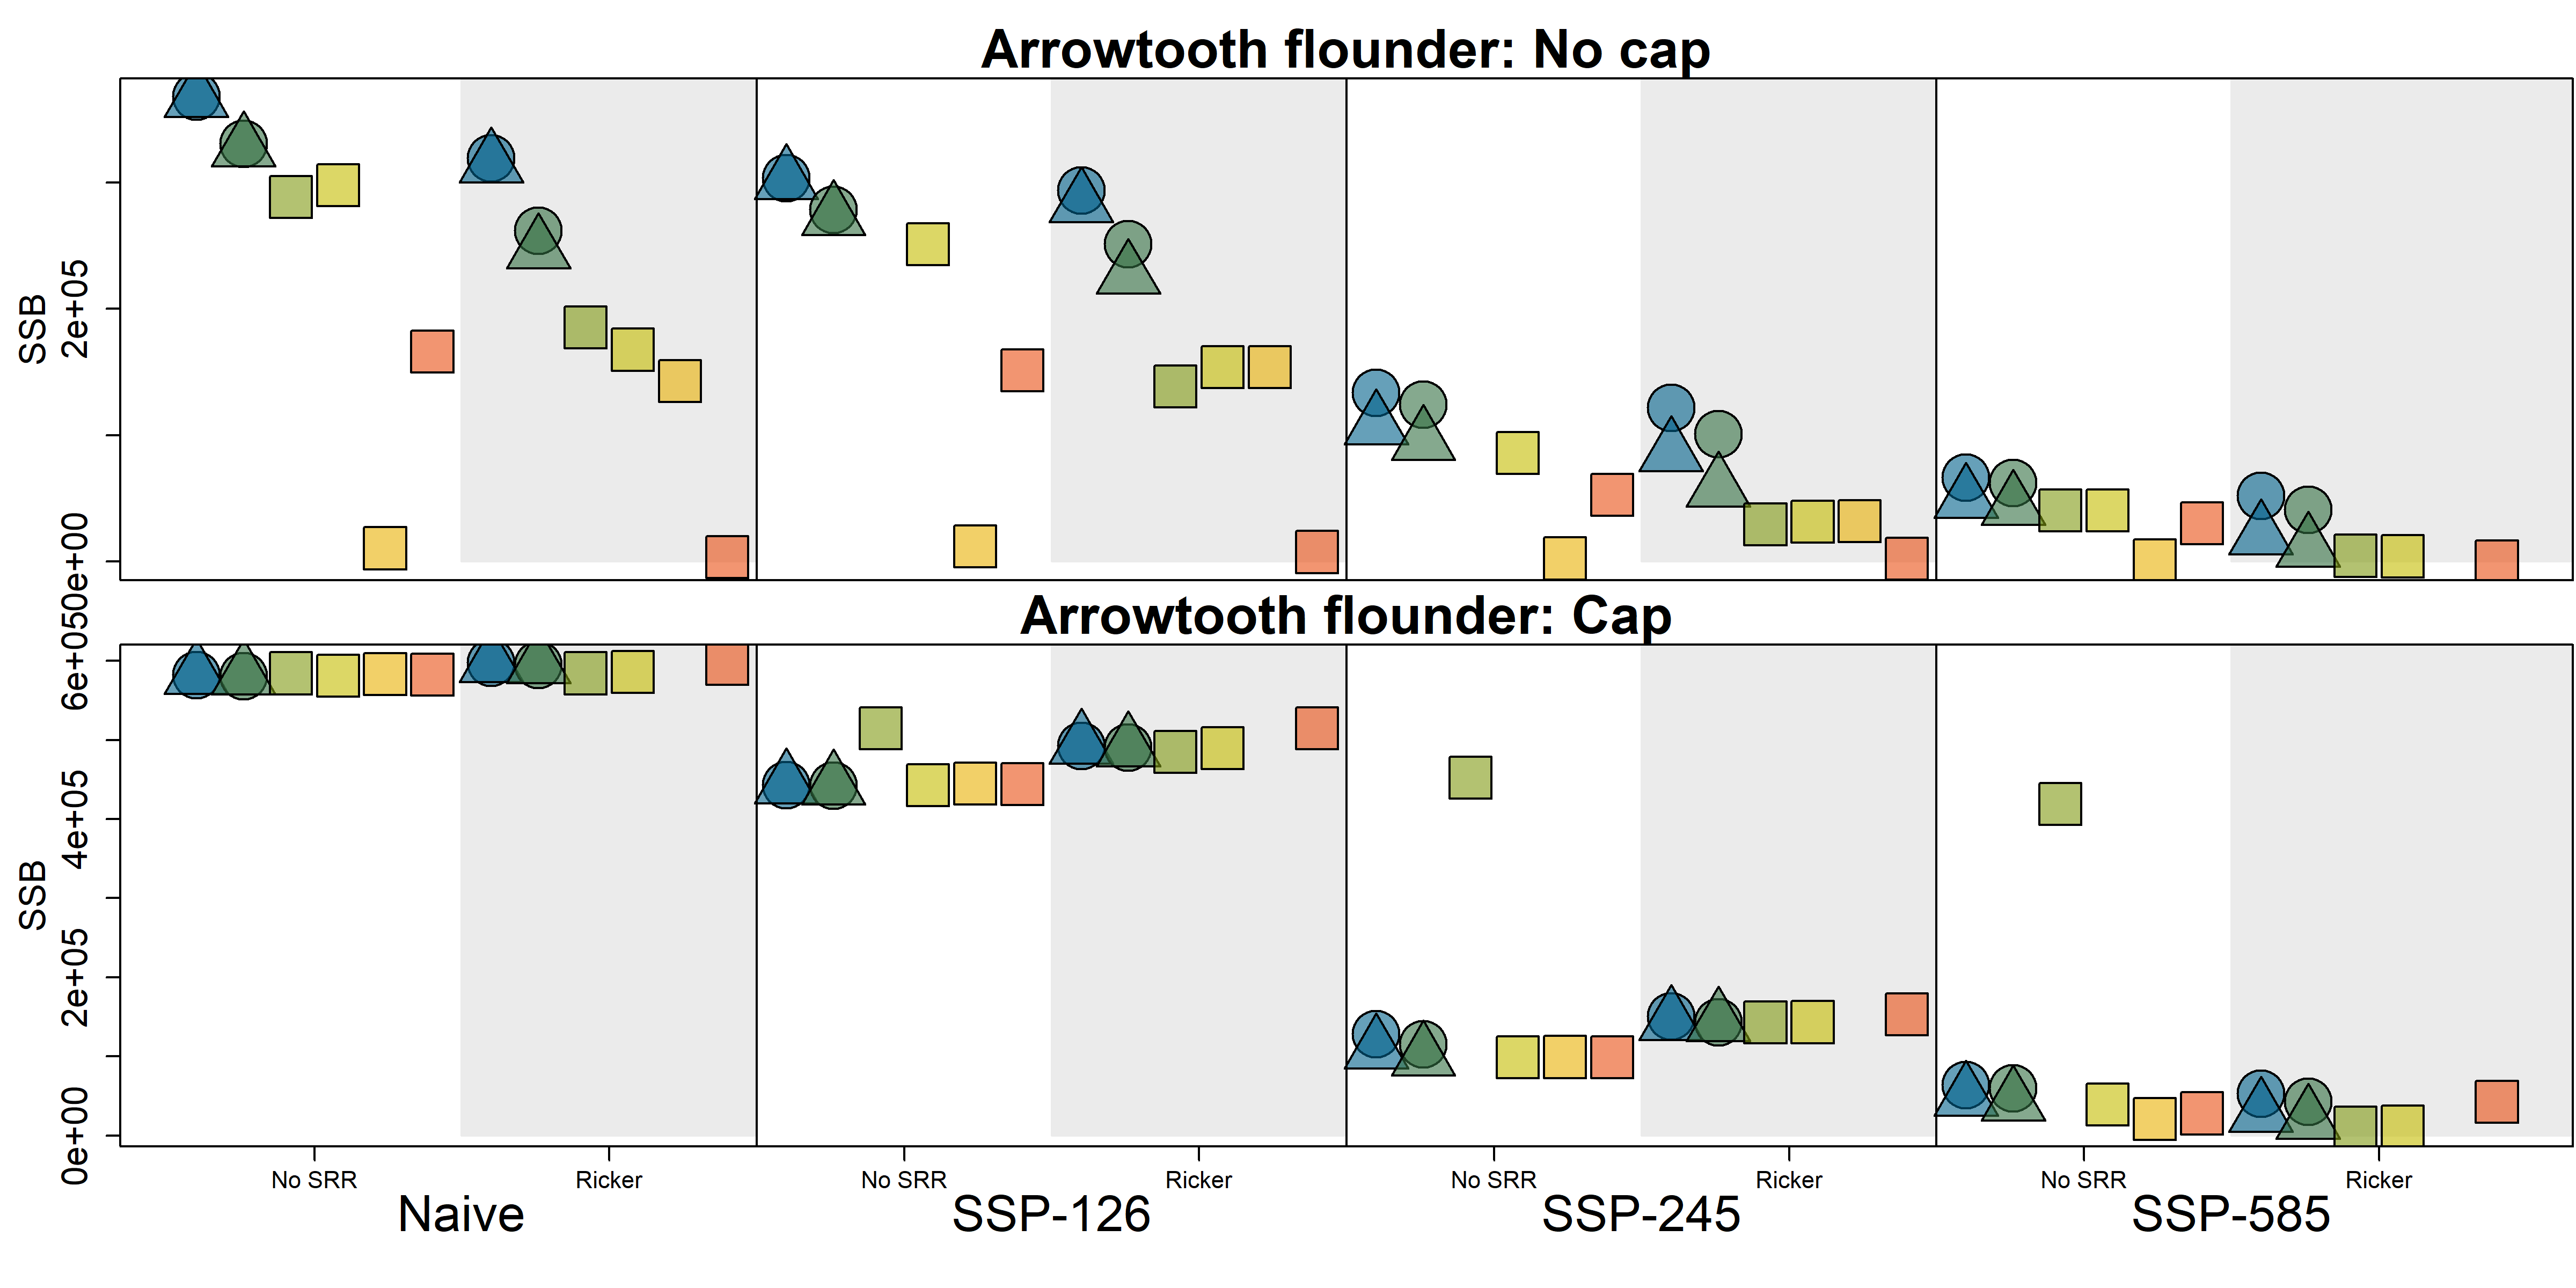 Arrowtooth flounder: No cap
SSB
2e+05
0e+00
Arrowtooth flounder: Cap
SSB
6e+05
4e+05
2e+05
0e+00
No SRR Ricker No SRR Ricker No SRR Ricker No SRR Ricker
Naive SSP-126 SSP-245 SSP-585